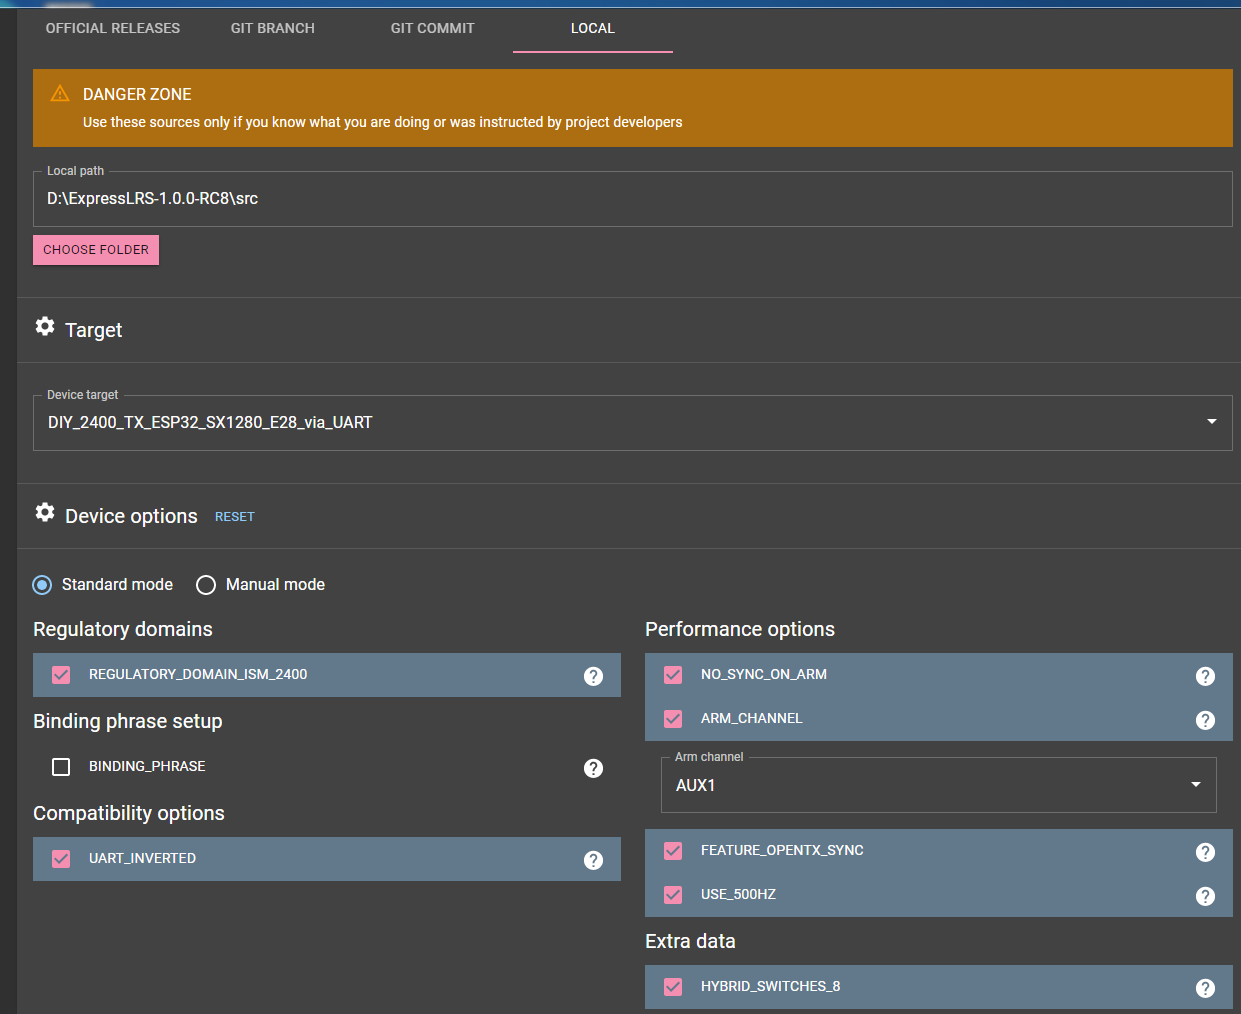 OFFICIAL RELEASES GIT BRANCH GIT COMMIT LOCAL
DANGER ZONE
Use these sources only if you know what you are doing or was instructed by project developers
Local path
D:\ExpressLRS-1.0.0-RC8\src
CHOOSE FOLDER
Target
Device target
DIY_2400_TX_ESP32_SX1280_E28_via_UART
Device options RESET
Standard mode Manual mode
Regulatory domains
REGULATORY_DOMAIN_ISM_2400
Binding phrase setup
BINDING_PHRASE
Compatibility options
UART_INVERTED
Performance options
NO_SYNC_ON_ARM
ARM_CHANNEL
Arm channel
AUX1
FEATURE_OPENTX_SYNC
USE_500HZ
Extra data
HYBRID_SWITCHES_8